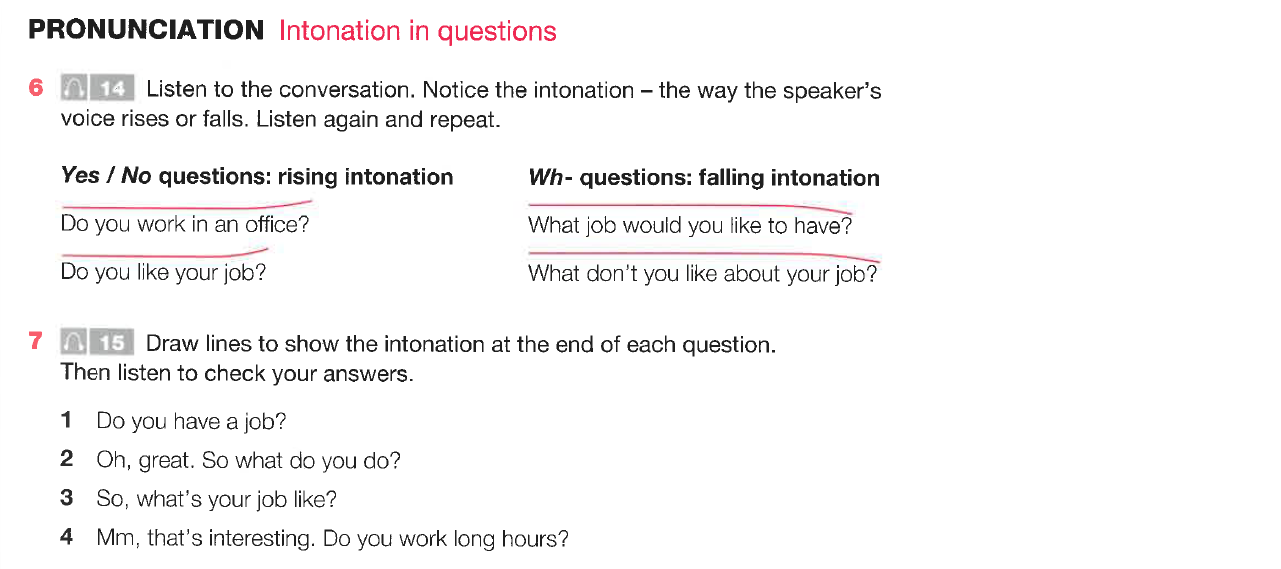 PRONUNCIATION Intonation in questions
6 14 Listen to the conversation. Notice the intonation – the way the speaker's
voice rises or falls. Listen again and repeat.
Yes / No questions: rising intonation
Do you work in an office?
Do you like your job?
Wh- questions: falling intonation
What job would you like to have?
What don't you like about your job?
7 15 Draw lines to show the intonation at the end of each question.
Then listen to check your answers.
1 Do you have a job?
2 Oh, great. So what do you do?
3 So, what's your job like?
4 Mm, that's interesting. Do you work long hours?